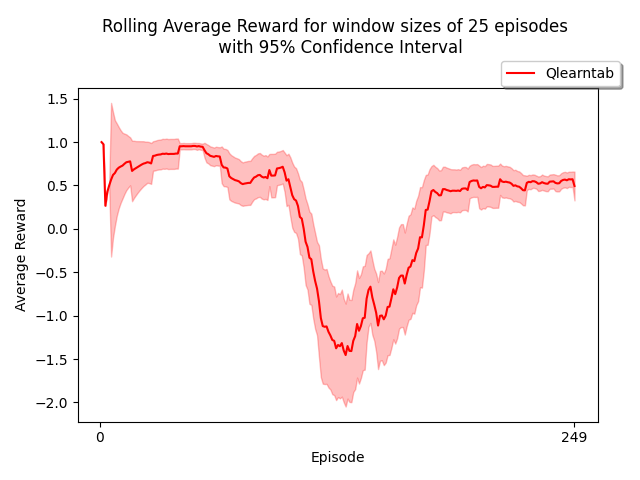 Rolling Average Reward for window sizes of 25 episodes
with 95% Confidence Interval
Qlearntab
1.5
1.0
0.5
0.0
−0.5
−1.0
−1.5
−2.0
Average Reward
0
249
Episode